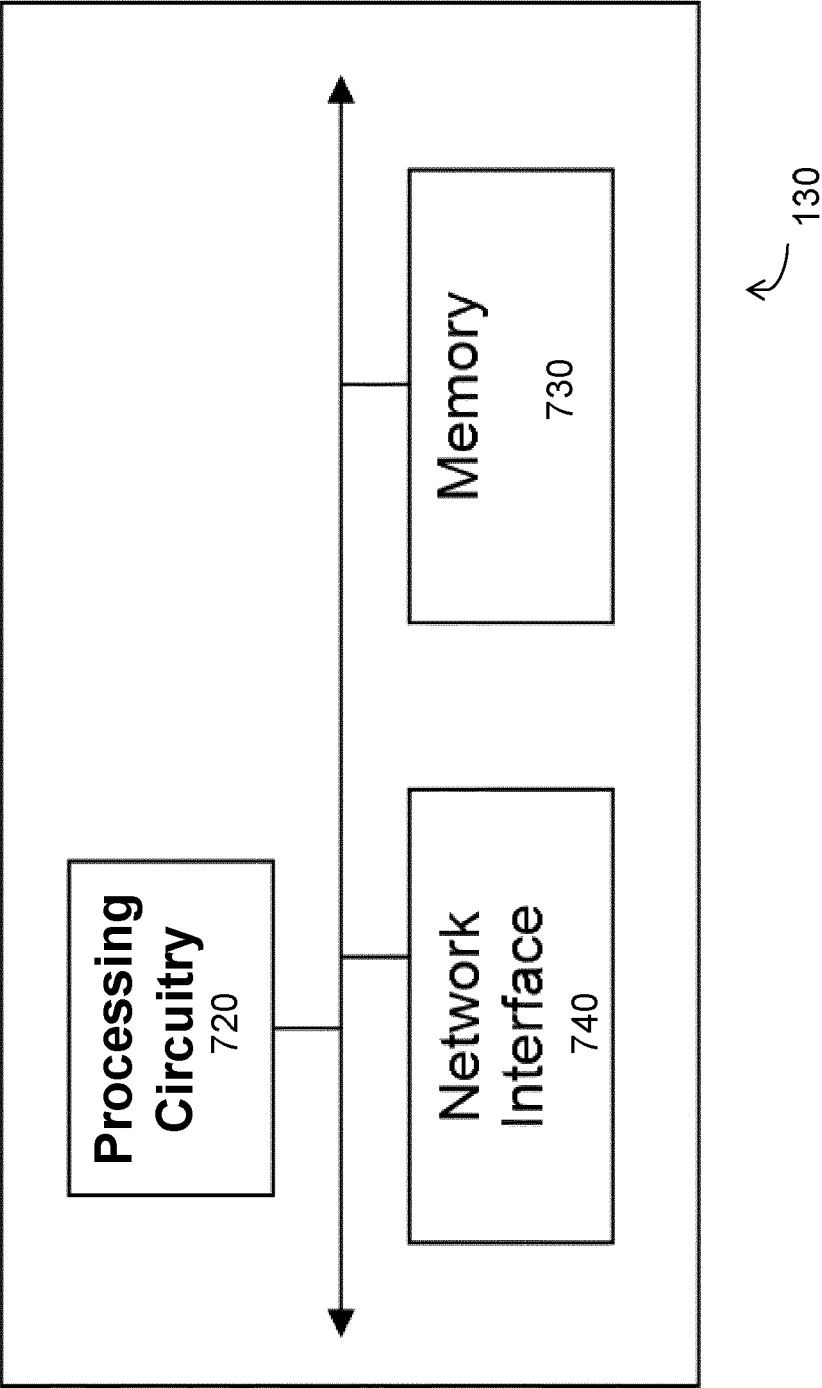 Processing
Circuitry
720
Network
Interface
740
Memory
730
130